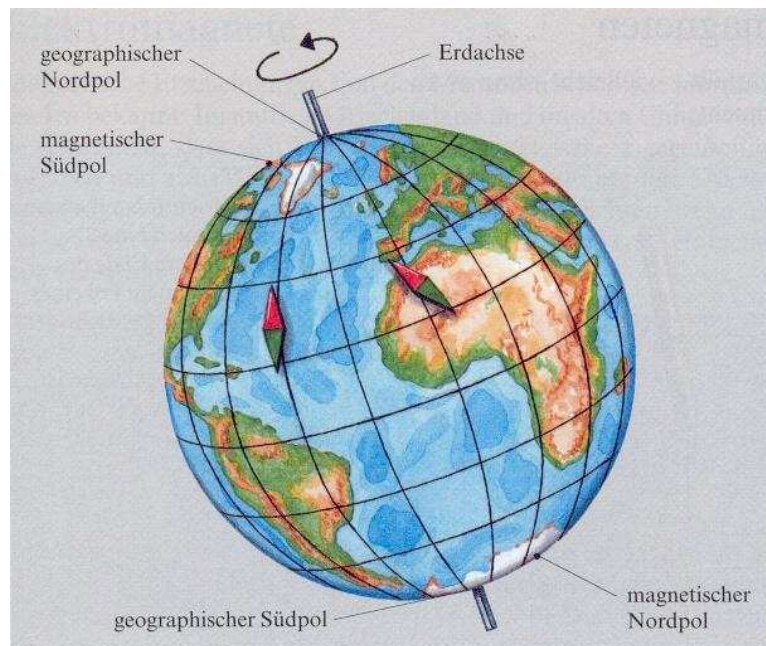 geographischer
Nordpol
Erdachse
magnetischer
Südpol
geographischer Südpol
magnetischer
Nordpol